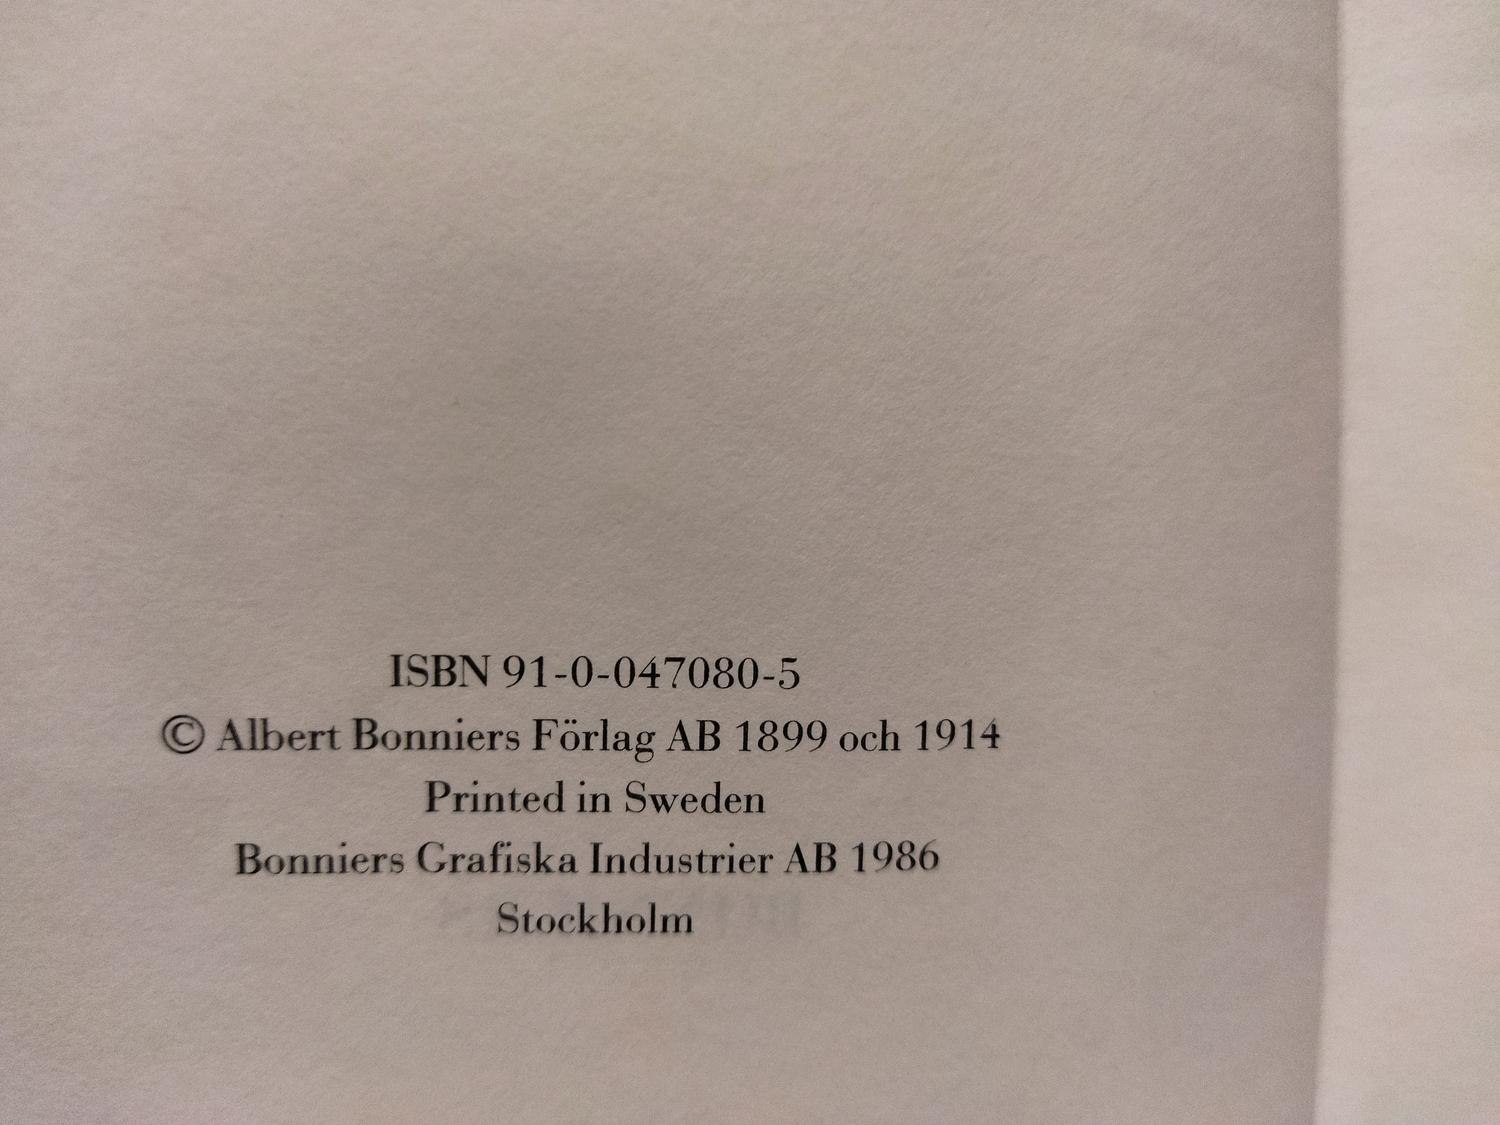 ISBN 91-0-047080-5
© Albert Bonniers Förlag AB 1899 och 1914
Printed in Sweden
Bonniers Grafiska Industrier AB 1986
Stockholm